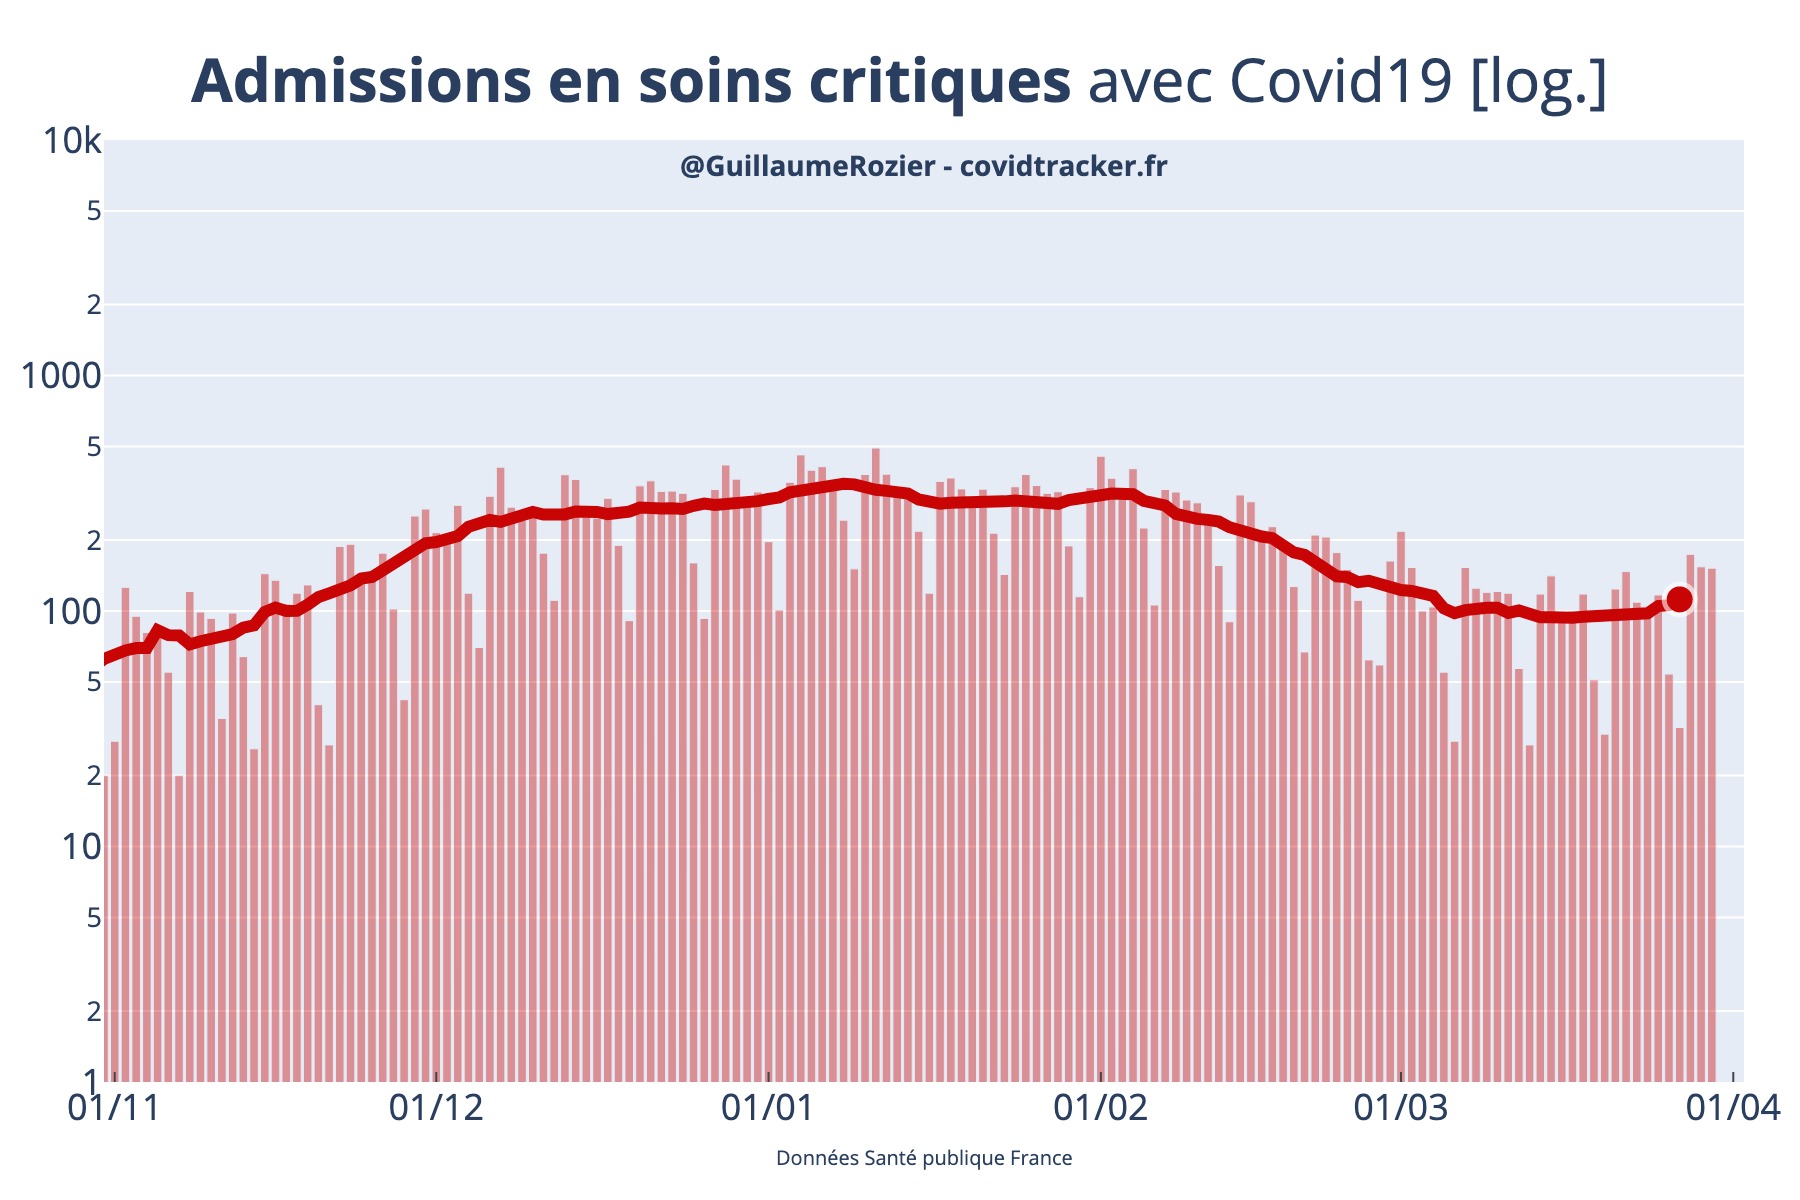 Admissions en soins critiques avec Covid19 [log.]
@GuillaumeRozier - covidtracker.fr
10k
5
2
1000
5
2
100
5
2
10
5
2
1
01/11 01/12 01/01 01/02 01/03 01/04
Données Santé publique France